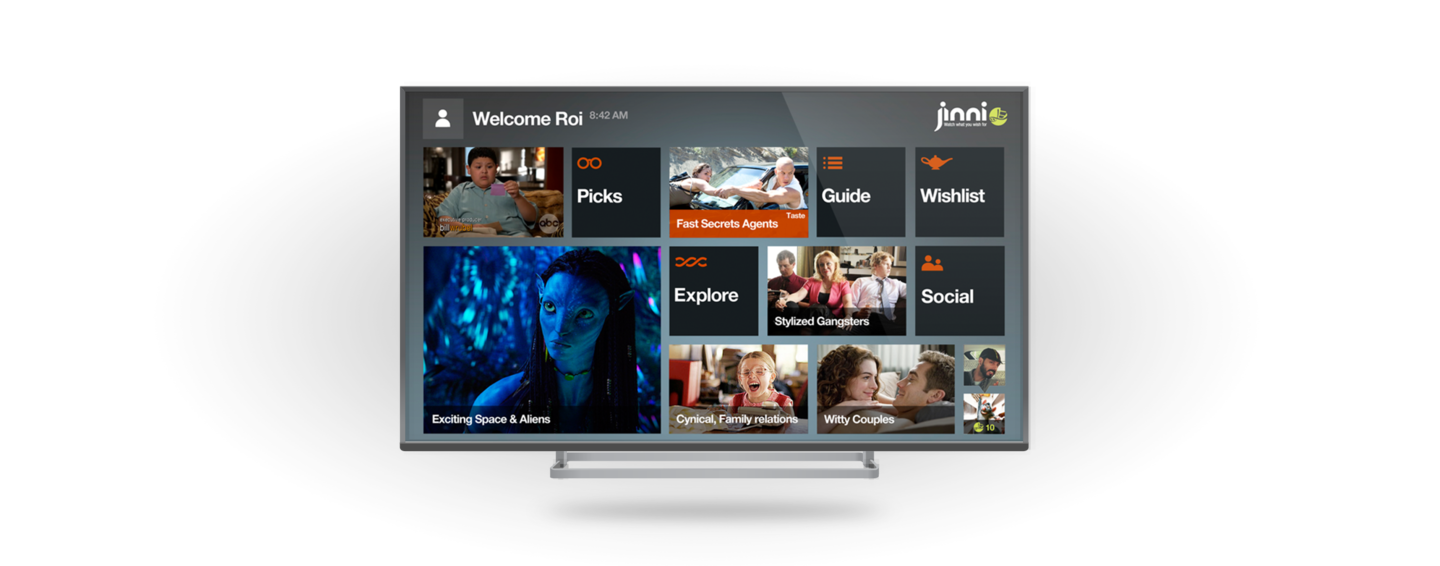 Welcome Roi 8:42 AM
jinni
Watch what you wish for
abc
Picks
Taste
Fast Secrets Agents
Guide
Wishlist
Exciting Space & Aliens
Explore
Stylized Gangsters
Social
Cynical, Family relations
Witty Couples
10